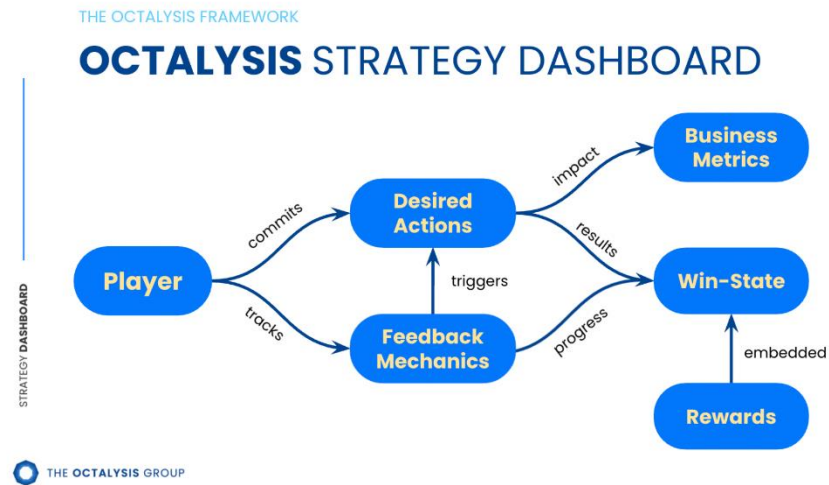 THE OCTALYSIS FRAMEWORK
OCTALYSIS STRATEGY DASHBOARD
Business
Metrics
impact
Desired
Actions
commits
results
Player
triggers
Win-State
tracks
Feedback
Mechanics
progress
embedded
Rewards
STRATEGY DASHBOARD
THE OCTALYSIS GROUP